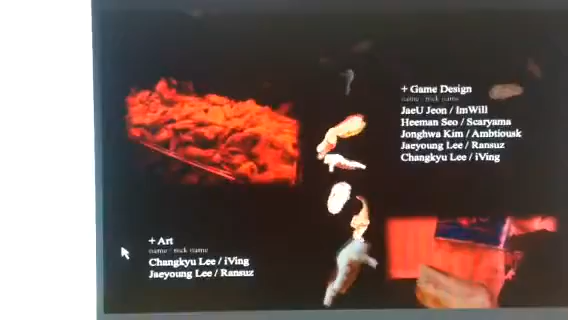 + Game Design
name / nick name
JaeU Jeon / ImWill
Heeman Seo / Scaryama
Jonghwa Kim / Ambtiousk
Jaeyoung Lee / Ransuz
Changkyu Lee / iVing
+ Art
name / nick name
Changkyu Lee / iVing
Jaeyoung Lee / Ransuz